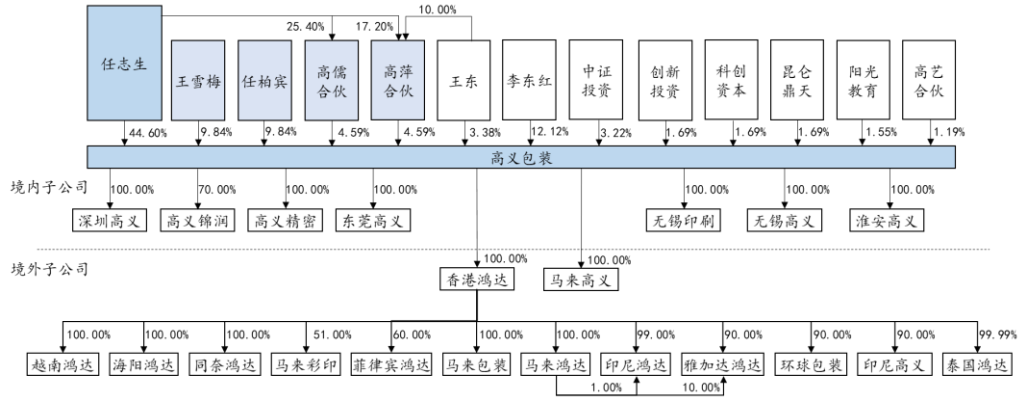 10.00%
25.40%
17.20%
任志生
王雪梅
任柏宾
高儒
合伙
高萍
合伙
王东
李东红
中证
投资
创新
投资
科创
资本
昆仑
鼎天
阳光
教育
高艺
合伙
44.60%
9.84%
9.84%
4.59%
4.59%
3.38%
12.12%
3.22%
1.69%
1.69%
1.69%
1.55%
1.19%
高义包装
境内子公司
100.00%
70.00%
100.00%
100.00%
100.00%
100.00%
100.00%
深圳高义
高义锦润
高义精密
东莞高义
无锡印刷
无锡高义
淮安高义
境外子公司
100.00%
100.00%
香港鸿达
马来高义
100.00%
100.00%
100.00%
51.00%
60.00%
100.00%
100.00%
99.00%
90.00%
90.00%
90.00%
99.99%
越南鸿达
海阳鸿达
同奈鸿达
马来彩印
菲律宾鸿达
马来包装
马来鸿达
印尼鸿达
雅加达鸿达
环球包装
印尼高义
泰国鸿达
1.00%
10.00%